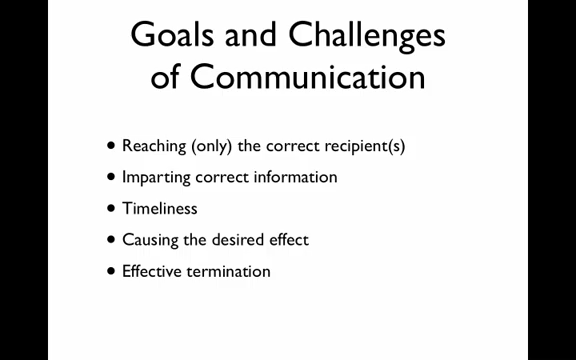 Goals and Challenges
of Communication
• Reaching (only) the correct recipient(s)
• Imparting correct information
• Timeliness
• Causing the desired effect
• Effective termination